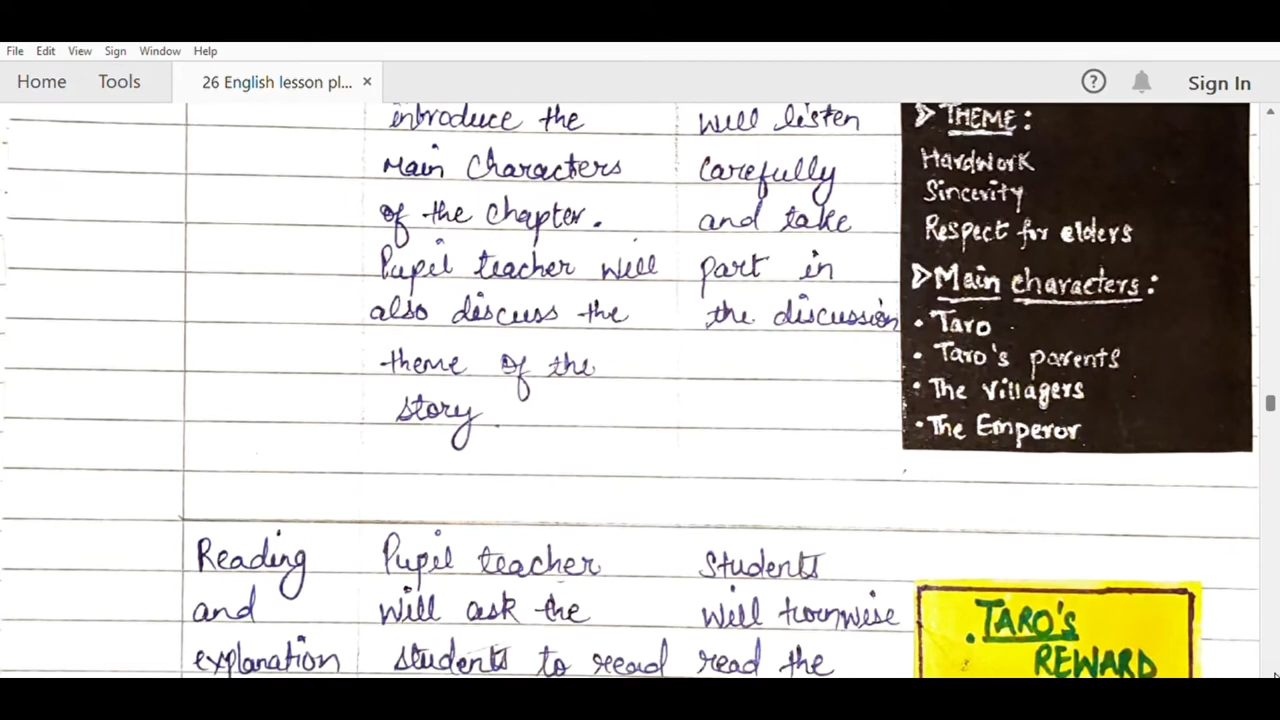 File Edit View Sign Window Help
Home Tools 26 English lesson pl... × Sign In
introduce the
Main Characters
of the chapter.
Pupil teacher will
also discuss the
theme of the
story.
will listen
carefully
and take
part in
the discussion
THEME:
Hardwork
Sincerity
Respect for elders
Main characters:
• Taro
• Taro's parents
• The Villagers
• The Emperor
Reading
and
explanation
Pupil teacher
will ask the
students to read
Students
will turnwise
read the
TARO'S
REWARD